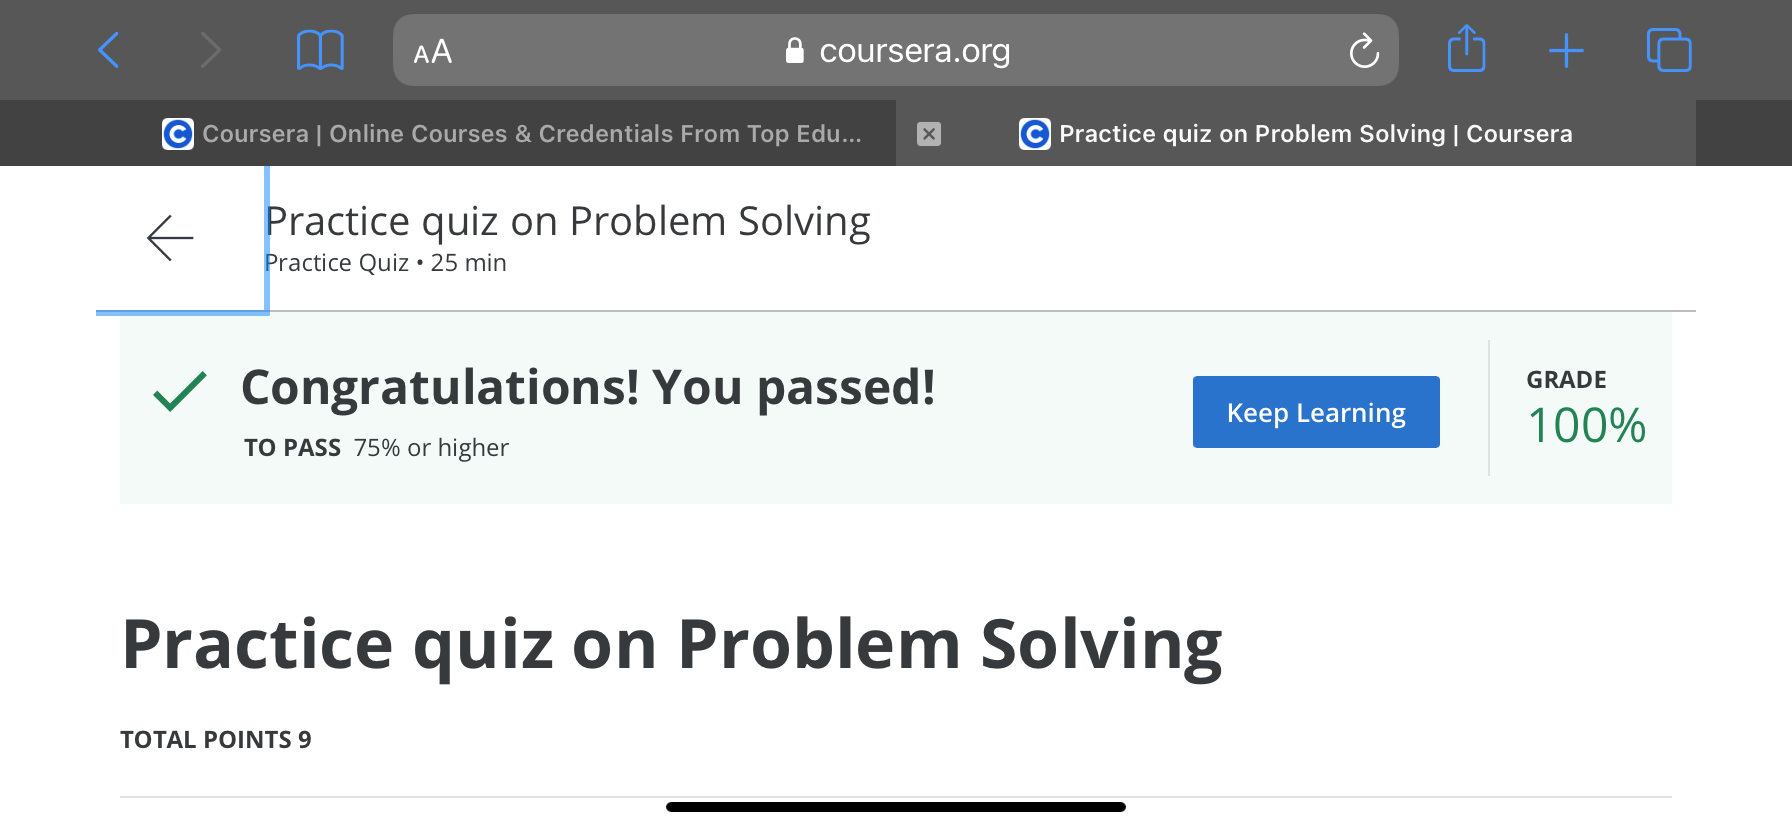 AA
coursera.org
Coursera | Online Courses & Credentials From Top Edu...
Practice quiz on Problem Solving | Coursera
Practice quiz on Problem Solving
Practice Quiz • 25 min
Congratulations! You passed!
TO PASS 75% or higher
Keep Learning
GRADE
100%
Practice quiz on Problem Solving
TOTAL POINTS 9